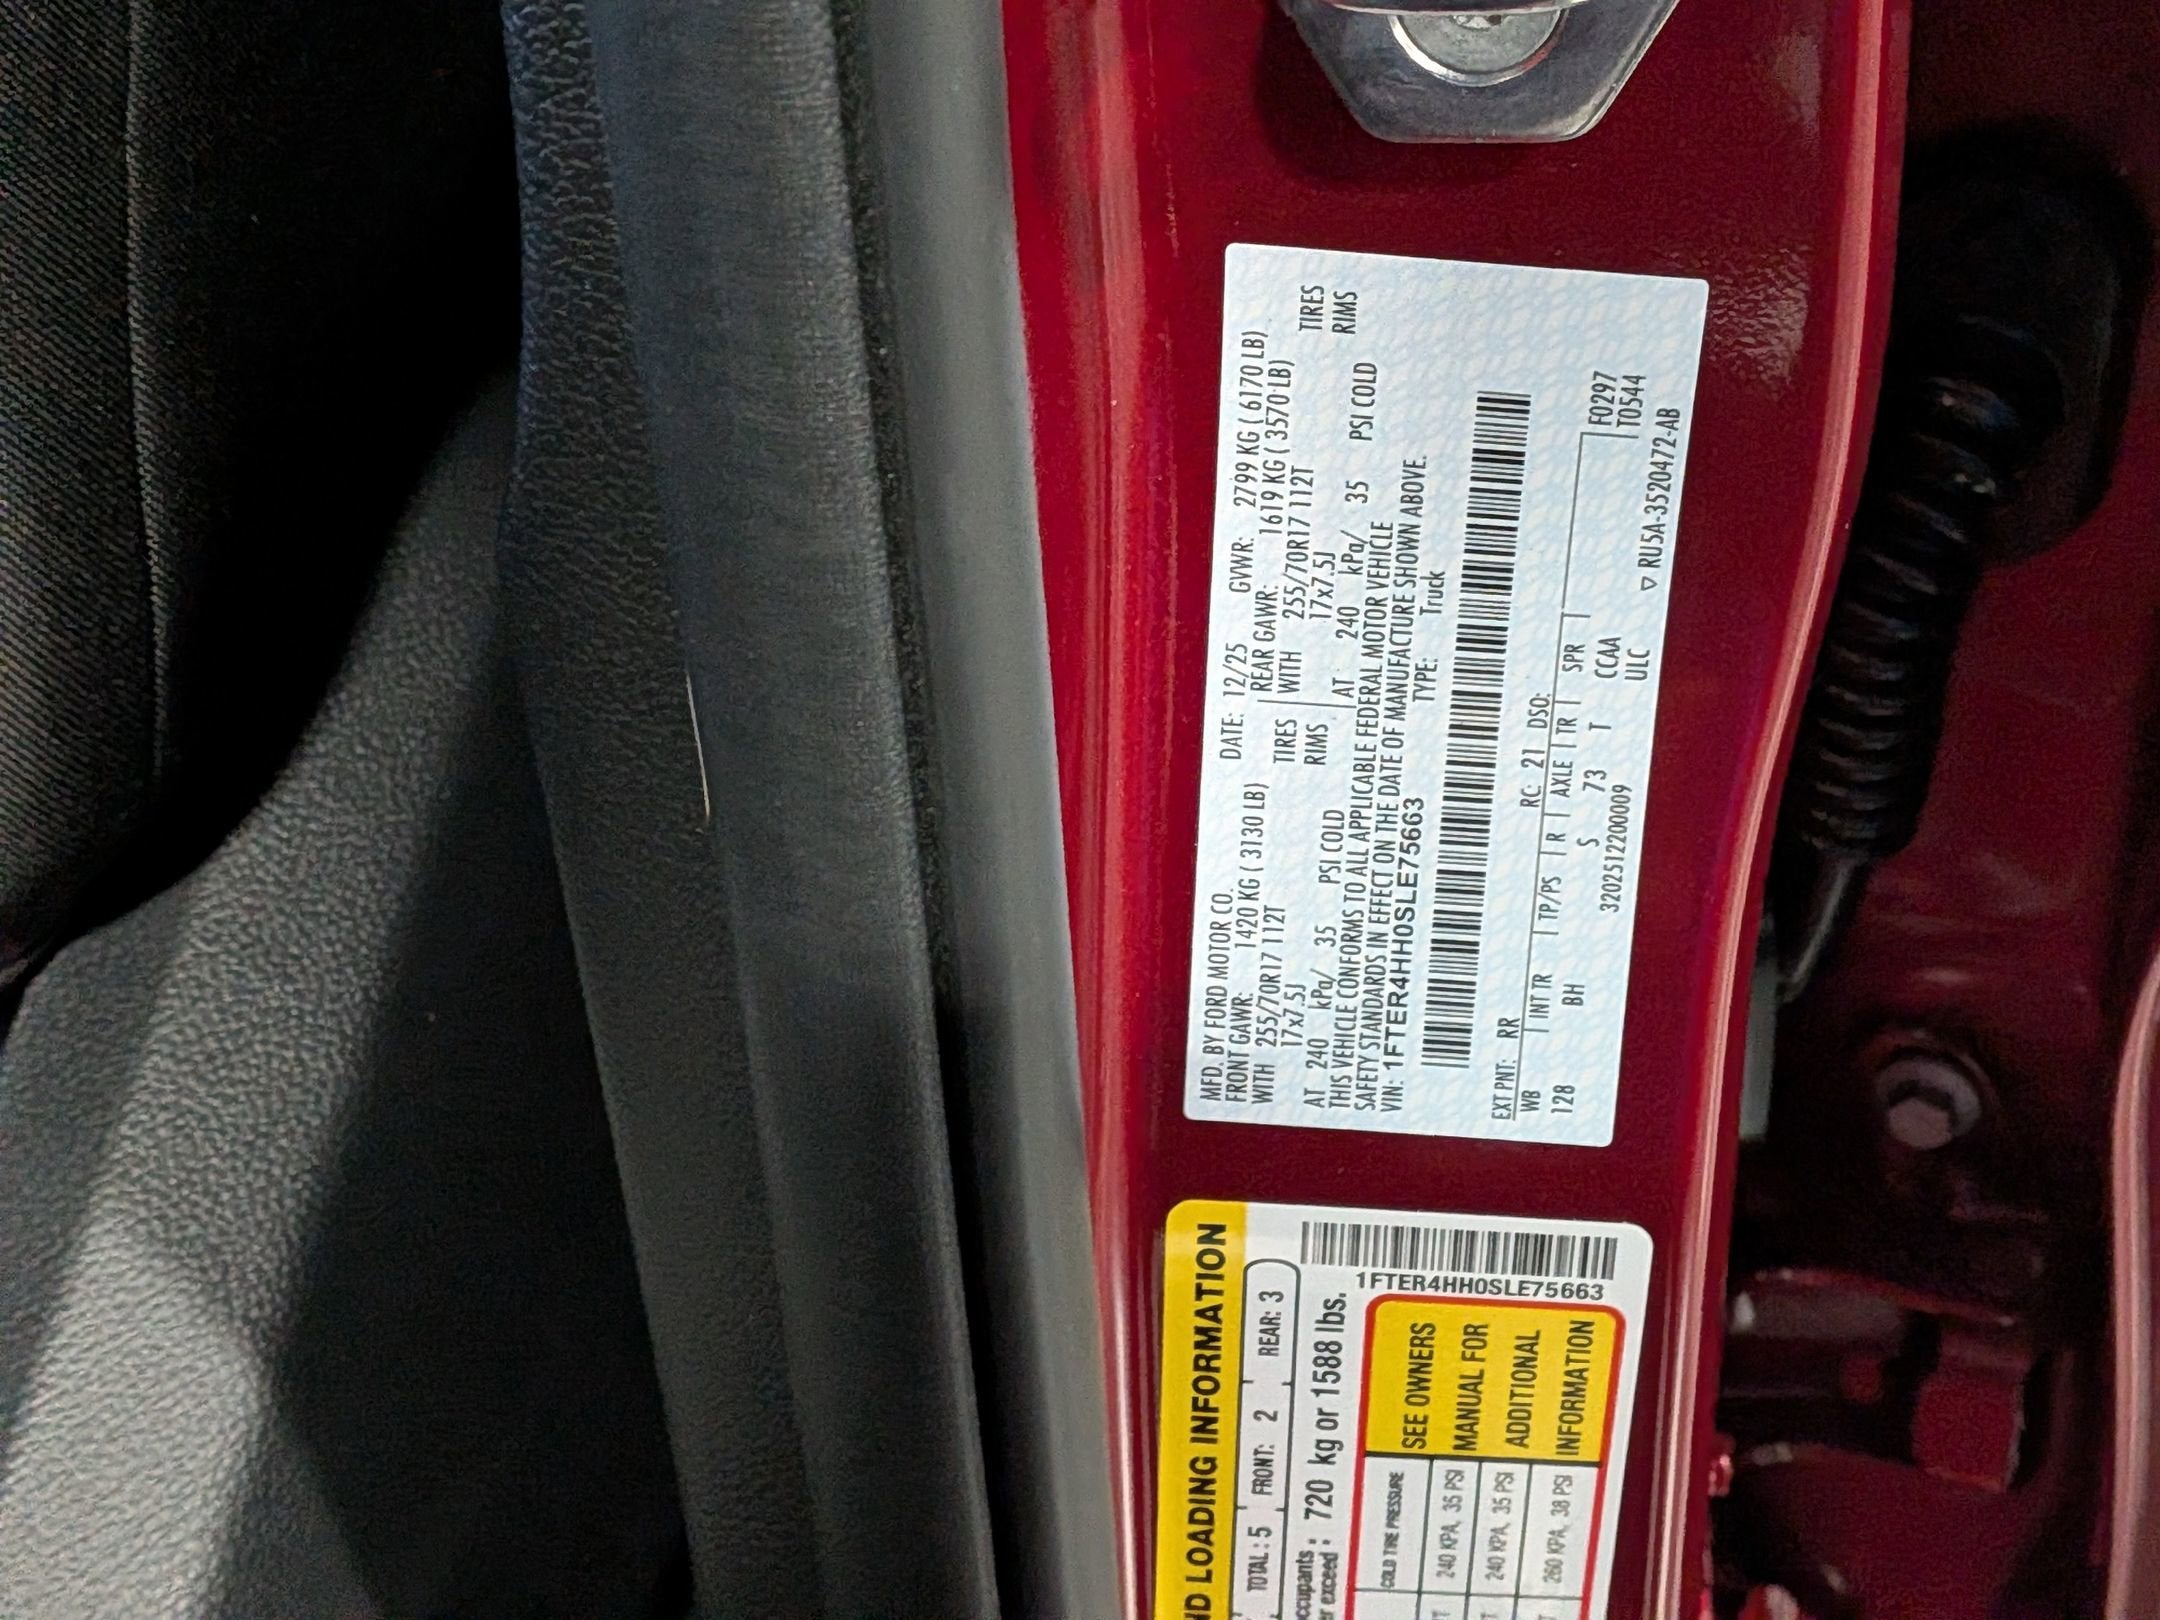 MFD. BY FORD MOTOR CO.
DATE: 12/25 GVWR: 2799 KG ( 6170 LB)
FRONT GAWR: 1420 KG ( 3130 LB) REAR GAWR: 1619 KG ( 3570 LB)
WITH 255/70R17 112T TIRES WITH 255/70R17 112T TIRES
17x7.5J RIMS 17x7.5J RIMS
AT 240 kPa/ 35 PSI COLD AT 240 kPa/ 35 PSI COLD
THIS VEHICLE CONFORMS TO ALL APPLICABLE FEDERAL MOTOR VEHICLE
SAFETY STANDARDS IN EFFECT ON THE DATE OF MANUFACTURE SHOWN ABOVE.
VIN: 1FTER4HH0SLE75663 TYPE: Truck
EXT PNT: RR RC: 21 DSO:
WB INT TR TP/PS R AXLE TR SPR
128 BH S 73 T CCAA F0297
ULC T0544
320251220009 ▽ RU5A-3520472-AB
LOADING INFORMATION
TOTAL: 5 FRONT: 2 REAR: 3
720 kg or 1588 lbs.
1FTER4HH0SLE75663
COLD TIRE PRESSURE
240 KPA, 35 PSI
240 KPA, 35 PSI
260 KPA, 38 PSI
SEE OWNERS
MANUAL FOR
ADDITIONAL
INFORMATION